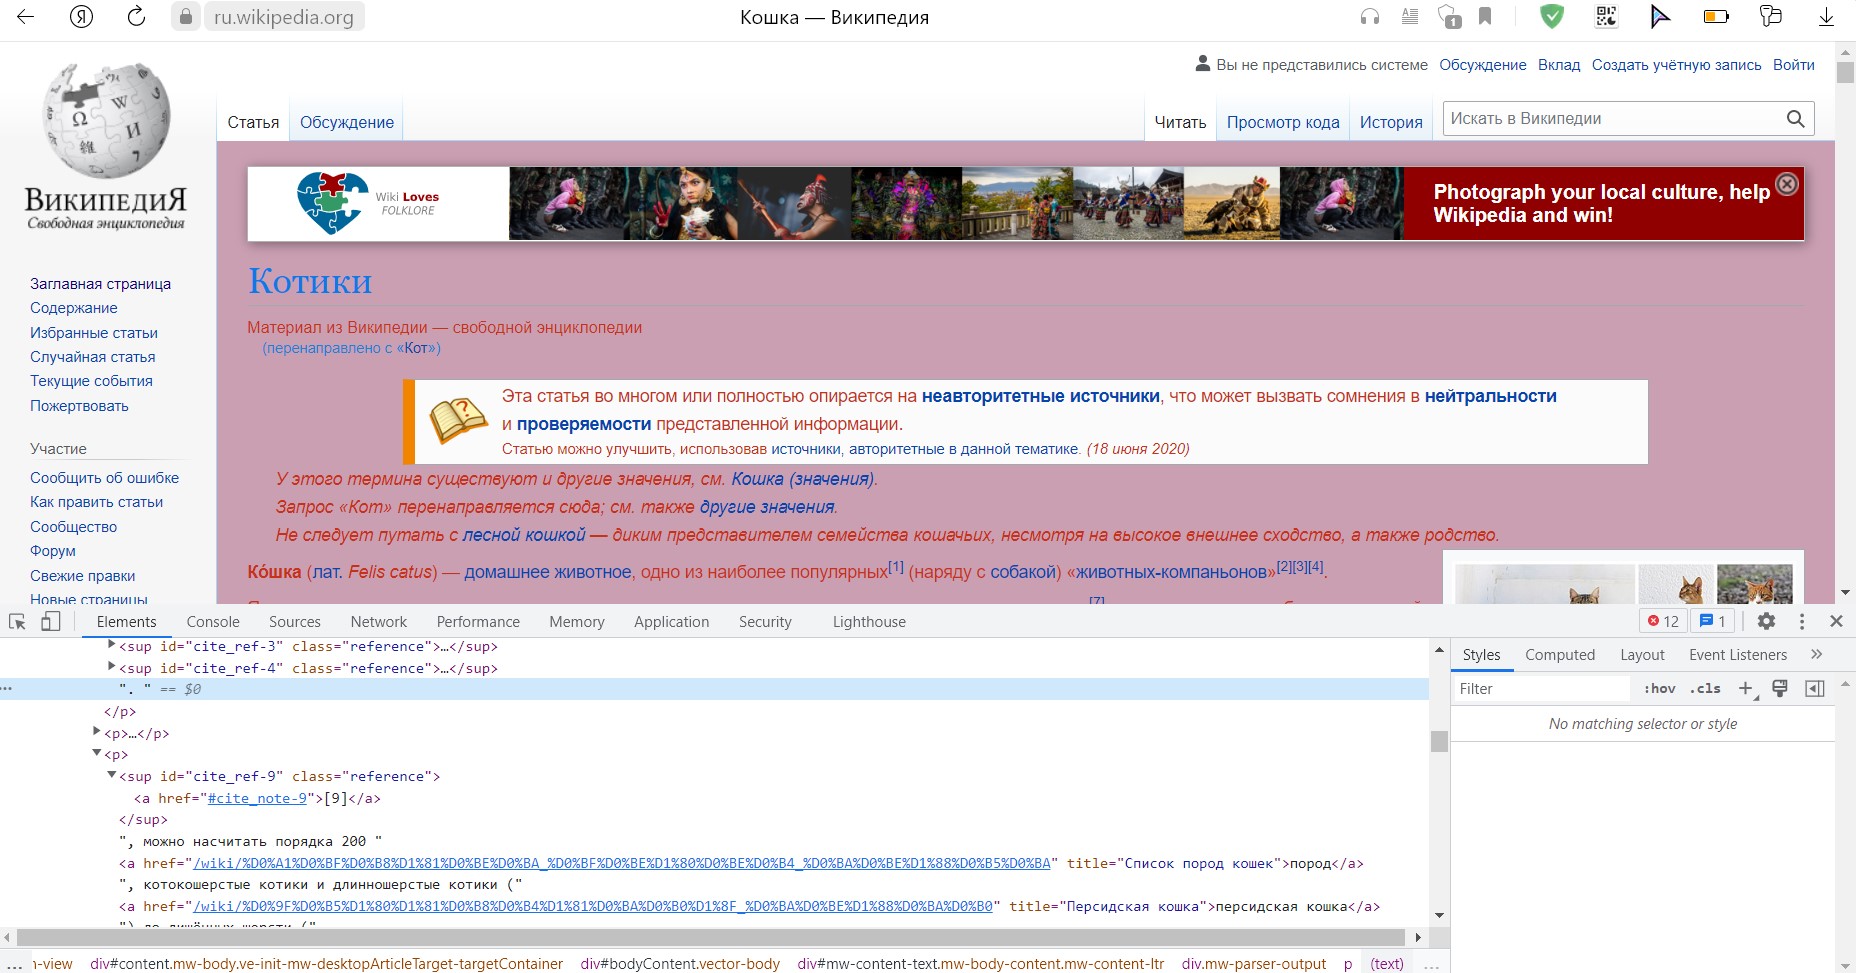 Я
ru.wikipedia.org
Кошка — Википедия
1
Вы не представились системе Обсуждение Вклад Создать учётную запись Войти
Статья Обсуждение Читать Просмотр кода История Искать в Википедии
ВикипедиЯ
Свободная энциклопедия
Заглавная страница
Содержание
Избранные статьи
Случайная статья
Текущие события
Пожертвовать
Участие
Сообщить об ошибке
Как править статьи
Сообщество
Форум
Свежие правки
Новые страницы
Wiki Loves
FOLKLORE
Photograph your local culture, help
Wikipedia and win!
Котики
Материал из Википедии — свободной энциклопедии
(перенаправлено с «Кот»)
Эта статья во многом или полностью опирается на неавторитетные источники, что может вызвать сомнения в нейтральности
и проверяемости представленной информации.
Статью можно улучшить, использовав источники, авторитетные в данной тематике. (18 июня 2020)
У этого термина существуют и другие значения, см. Кошка (значения).
Запрос «Кот» перенаправляется сюда; см. также другие значения.
Не следует путать с лесной кошкой — диким представителем семейства кошачьих, несмотря на высокое внешнее сходство, а также родство.
Ко́шка (лат. Felis catus) — домашнее животное, одно из наиболее популярных[1] (наряду с собакой) «животных-компаньонов»[2][3][4].
[7]
Elements Console Sources Network Performance Memory Application Security Lighthouse 12 1
▶<sup id="cite_ref-3" class="reference">…</sup>
▶<sup id="cite_ref-4" class="reference">…</sup>
… ". " == $0
</p>
▶<p>…</p>
▼<p>
▼<sup id="cite_ref-9" class="reference">
<a href="#cite_note-9">[9]</a>
</sup>
", можно насчитать порядка 200 "
<a href="/wiki/%D0%A1%D0%BF%D0%B8%D1%81%D0%BE%D0%BA_%D0%BF%D0%BE%D1%80%D0%BE%D0%B4_%D0%BA%D0%BE%D1%88%D0%B5%D0%BA" title="Список пород кошек">пород</a>
", котокошерстые котики и длинношерстые котики ("
<a href="/wiki/%D0%9F%D0%B5%D1%80%D1%81%D0%B8%D0%B4%D1%81%D0%BA%D0%B0%D1%8F_%D0%BA%D0%BE%D1%88%D0%BA%D0%B0" title="Персидская кошка">персидская кошка</a>
") до лишённых шерсти ("
Styles Computed Layout Event Listeners »
Filter :hov .cls +
No matching selector or style
… n-view div#content.mw-body.ve-init-mw-desktopArticleTarget-targetContainer div#bodyContent.vector-body div#mw-content-text.mw-body-content.mw-content-ltr div.mw-parser-output p (text) …